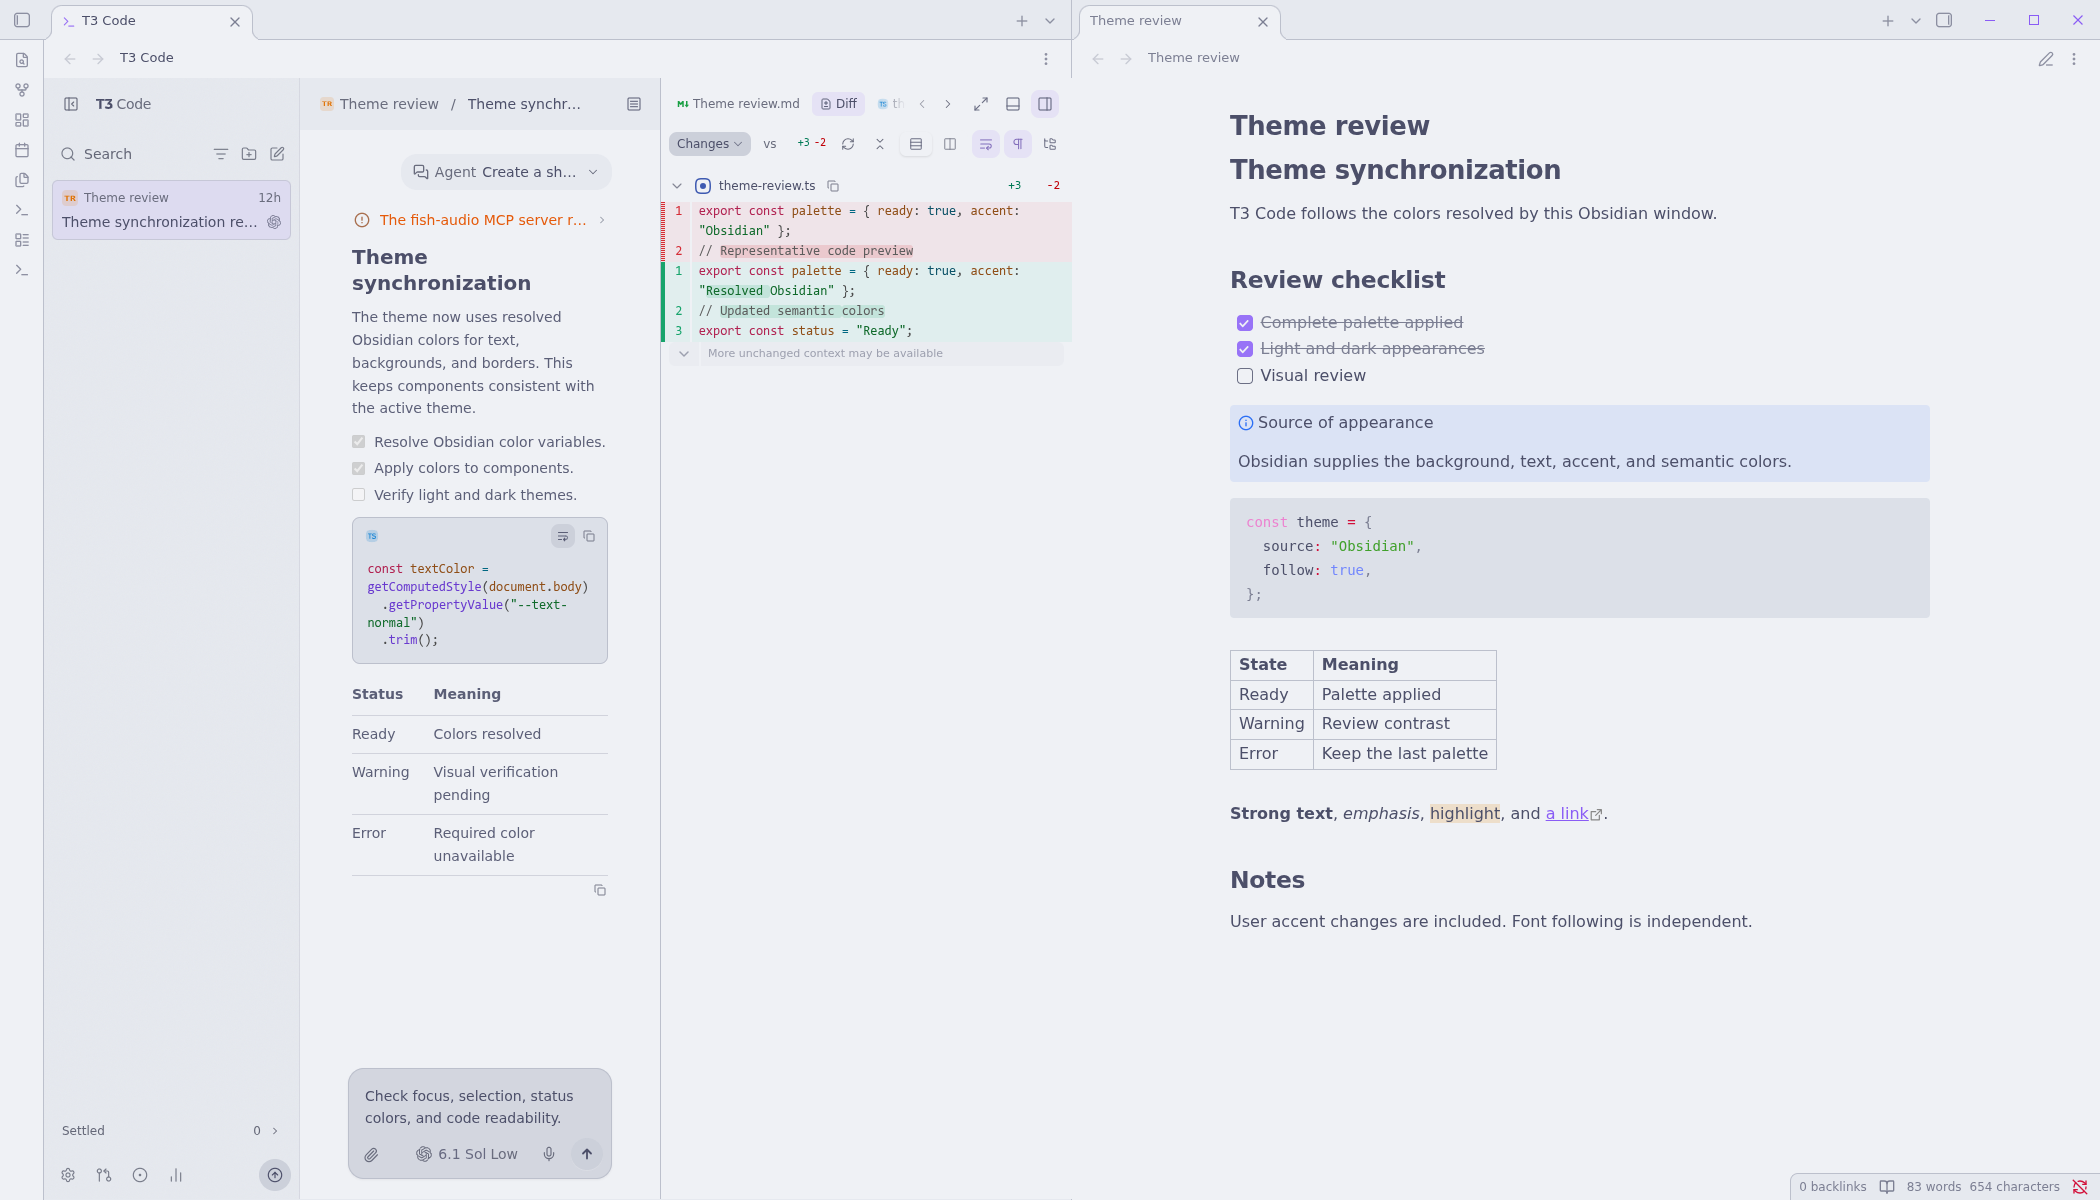 T3 Code
Theme review
T3 Code
Theme review
T3 Code
Search
TR Theme review 12h
Theme synchronization re...
Settled 0
TR Theme review / Theme synchr...
Agent Create a sh...
The fish-audio MCP server r...
Theme
synchronization
The theme now uses resolved
Obsidian colors for text,
backgrounds, and borders. This
keeps components consistent with
the active theme.
Resolve Obsidian color variables.
Apply colors to components.
Verify light and dark themes.
TS
const textColor =
getComputedStyle(document.body)
.getPropertyValue("--text-
normal")
.trim();
Status Meaning
Ready Colors resolved
Warning Visual verification
pending
Error Required color
unavailable
Check focus, selection, status
colors, and code readability.
6.1 Sol Low
M↓ Theme review.md Diff TS th
Changes vs +3 -2
theme-review.ts +3 -2
1 export const palette = { ready: true, accent:
"Obsidian" };
2 // Representative code preview
1 export const palette = { ready: true, accent:
"Resolved Obsidian" };
2 // Updated semantic colors
3 export const status = "Ready";
More unchanged context may be available
Theme review
Theme synchronization
T3 Code follows the colors resolved by this Obsidian window.
Review checklist
Complete palette applied
Light and dark appearances
Visual review
Source of appearance
Obsidian supplies the background, text, accent, and semantic colors.
const theme = {
source: "Obsidian",
follow: true,
};
State Meaning
Ready Palette applied
Warning Review contrast
Error Keep the last palette
Strong text, emphasis, highlight, and a link.
Notes
User accent changes are included. Font following is independent.
0 backlinks 83 words 654 characters